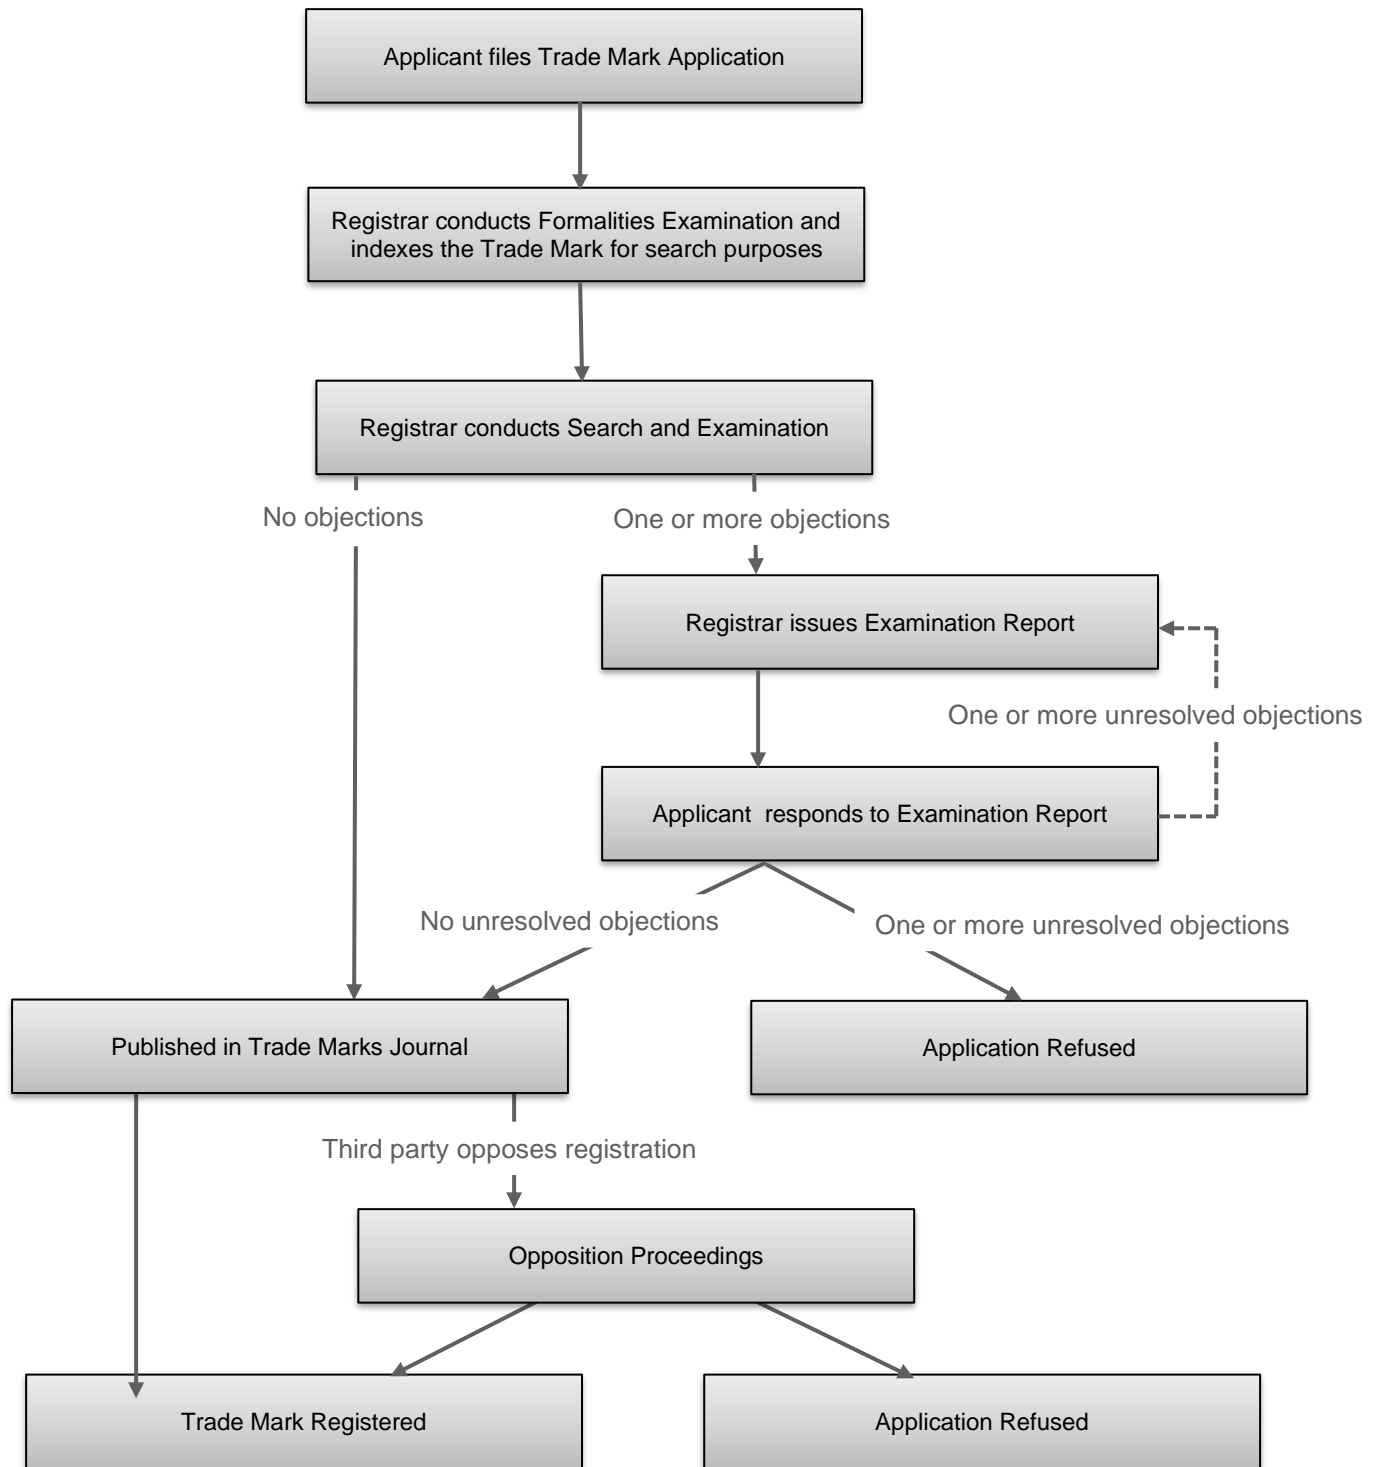 Applicant files Trade Mark Application
Registrar conducts Formalities Examination and
indexes the Trade Mark for search purposes
Registrar conducts Search and Examination
No objections
One or more objections
Registrar issues Examination Report
One or more unresolved objections
Applicant  responds to Examination Report
No unresolved objections
One or more unresolved objections
Published in Trade Marks Journal
Application Refused
Third party opposes registration
Opposition Proceedings
Trade Mark Registered
Application Refused